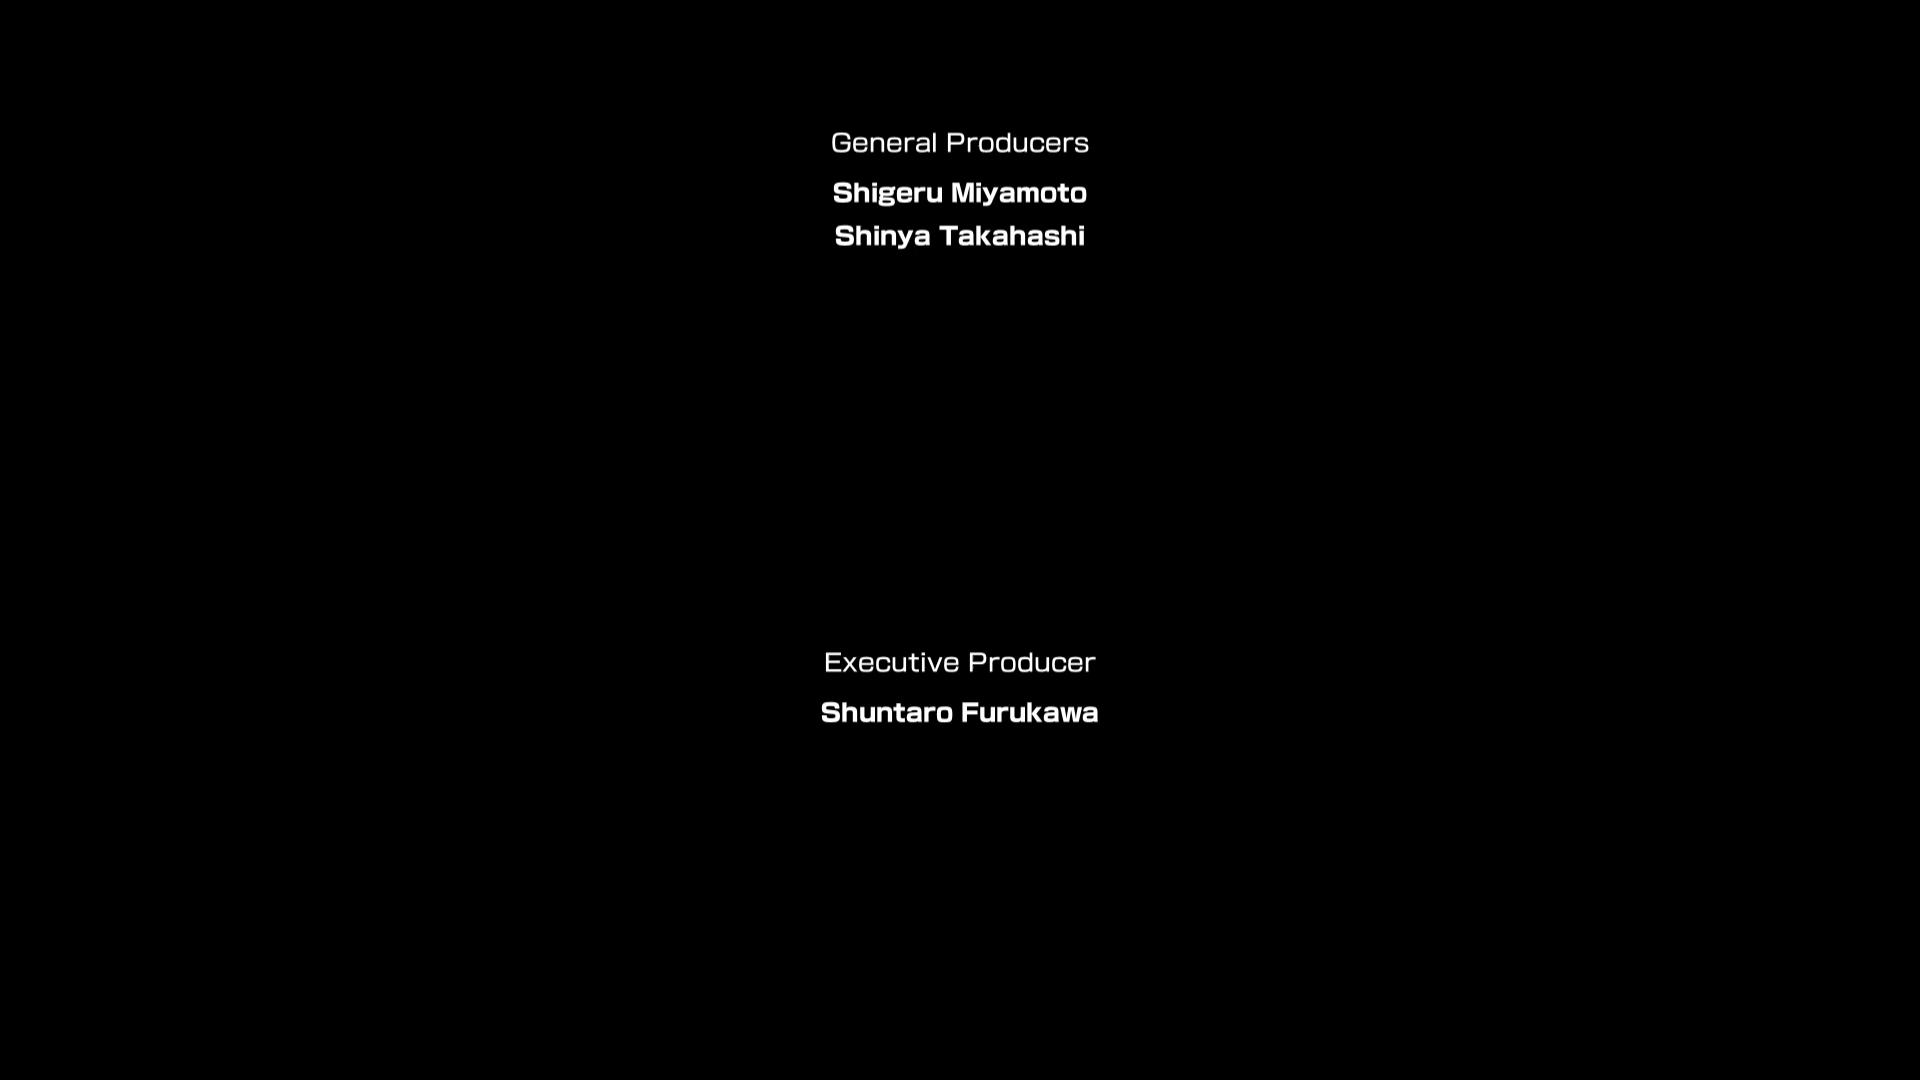 General Producers
Shigeru Miyamoto
Shinya Takahashi
Executive Producer
Shuntaro Furukawa